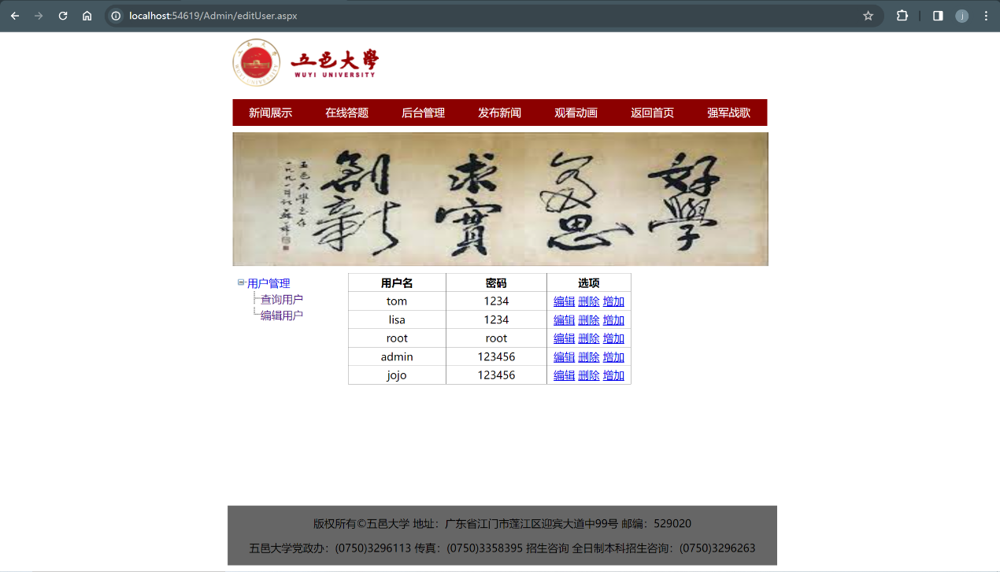 localhost:54619/Admin/editUser.aspx
j
五邑大學
WUYI UNIVERSITY
新闻展示 在线答题 后台管理 发布新闻 观看动画 返回首页 强军战歌
好學
多思
求實
創新
五邑大學志存
用户管理
查询用户
编辑用户
用户名 密码 选项
tom 1234 编辑 删除 增加
lisa 1234 编辑 删除 增加
root root 编辑 删除 增加
admin 123456 编辑 删除 增加
jojo 123456 编辑 删除 增加
版权所有©五邑大学 地址：广东省江门市蓬江区迎宾大道中99号 邮编：529020
五邑大学党政办：(0750)3296113 传真：(0750)3358395 招生咨询 全日制本科招生咨询：(0750)3296263